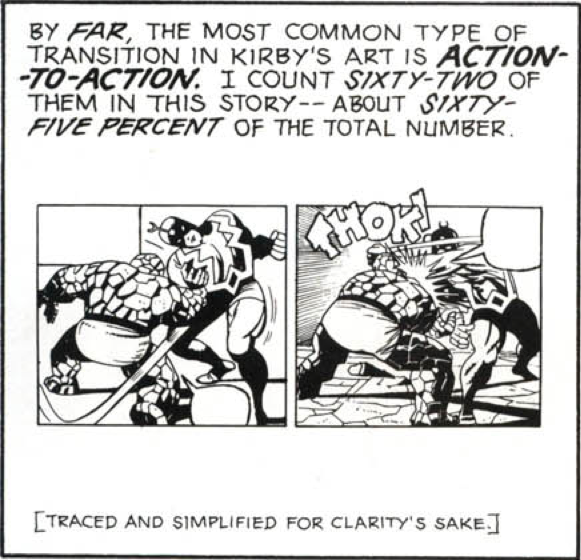 BY FAR, THE MOST COMMON TYPE OF
TRANSITION IN KIRBY'S ART IS ACTION-
-TO-ACTION. I COUNT SIXTY-TWO OF
THEM IN THIS STORY-- ABOUT SIXTY-
FIVE PERCENT OF THE TOTAL NUMBER.
THOK!
[TRACED AND SIMPLIFIED FOR CLARITY'S SAKE.]